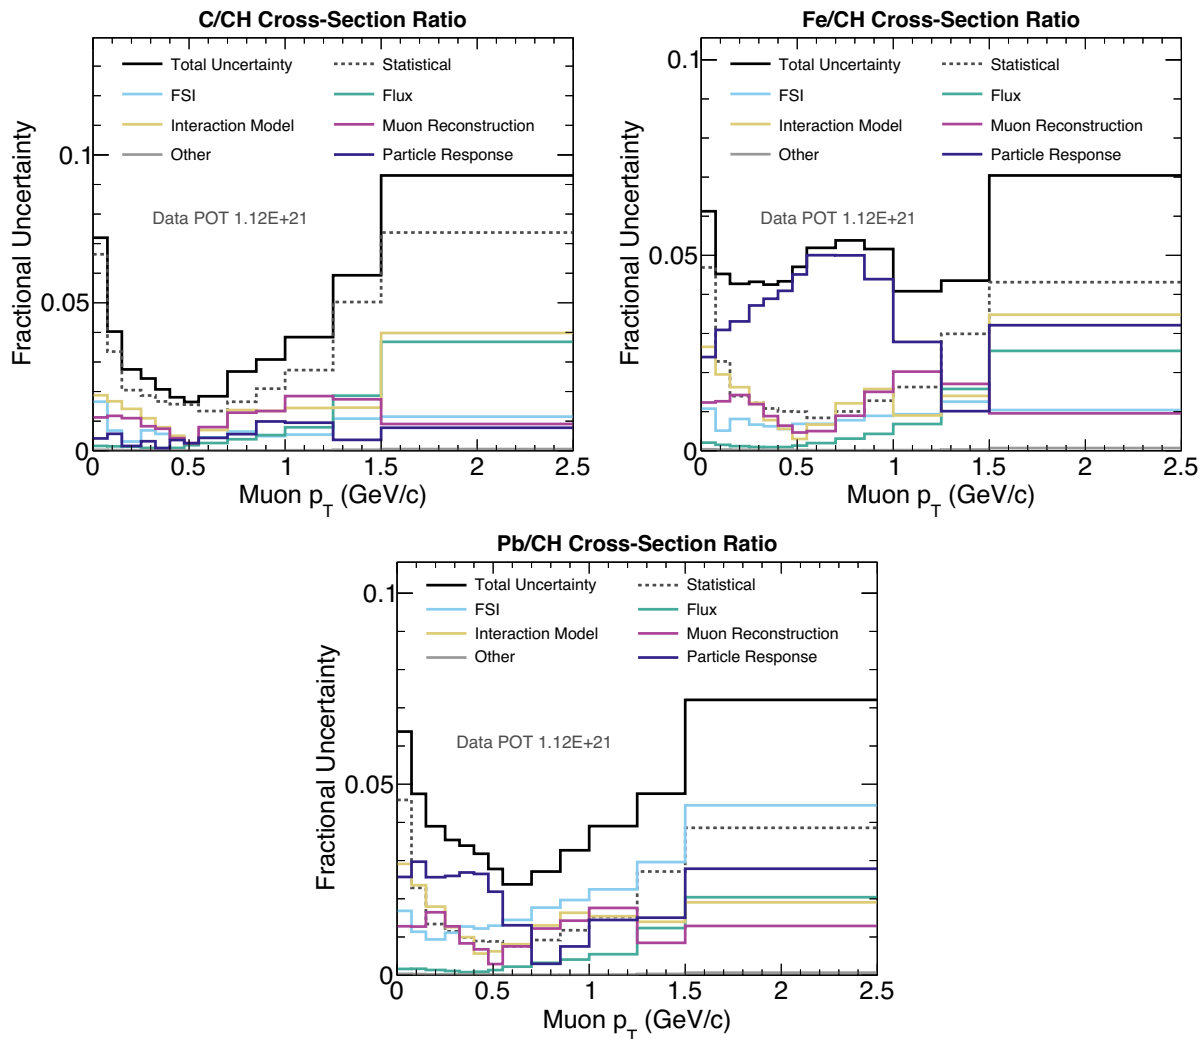 C/CH Cross-Section Ratio
Total Uncertainty
Statistical
FSI
Flux
Interaction Model
Muon Reconstruction
Other
Particle Response
Data POT 1.12E+21
Fractional Uncertainty
0.1
0.05
0
0 0.5 1 1.5 2 2.5
Muon p_T (GeV/c)
Fe/CH Cross-Section Ratio
Total Uncertainty
Statistical
FSI
Flux
Interaction Model
Muon Reconstruction
Other
Particle Response
Data POT 1.12E+21
Fractional Uncertainty
0.1
0.05
0
0 0.5 1 1.5 2 2.5
Muon p_T (GeV/c)
Pb/CH Cross-Section Ratio
Total Uncertainty
Statistical
FSI
Flux
Interaction Model
Muon Reconstruction
Other
Particle Response
Data POT 1.12E+21
Fractional Uncertainty
0.1
0.05
0
0 0.5 1 1.5 2 2.5
Muon p_T (GeV/c)